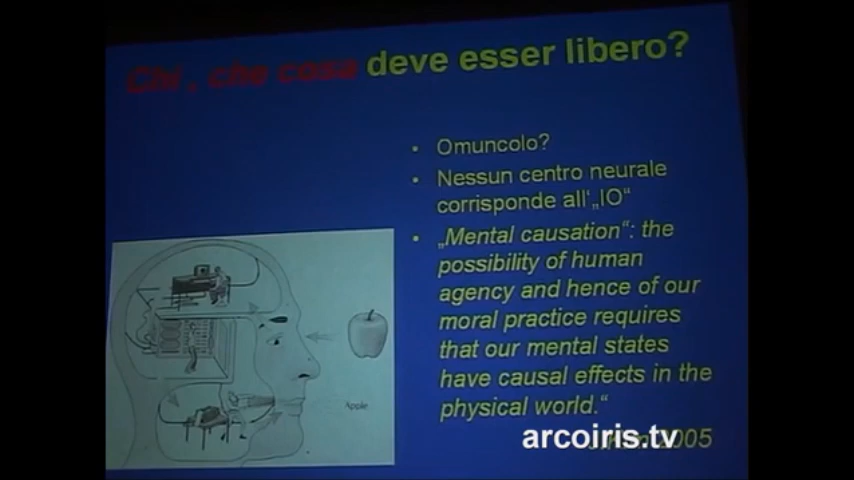 Chi , che cosa deve esser libero?
• Omuncolo?
• Nessun centro neurale
corrisponde all'„IO“
• „Mental causation“: the
possibility of human
agency and hence of our
moral practice requires
that our mental states
have causal effects in the
physical world.“
2005
Apple
arcoiris.tv